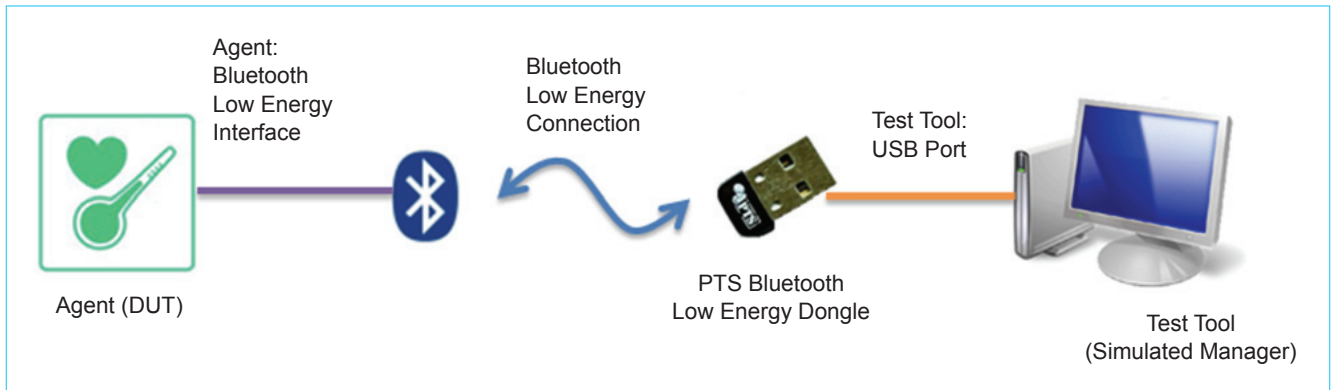 Agent:
Bluetooth
Low Energy
Interface
Bluetooth
Low Energy
Connection
Test Tool:
USB Port
PTS
Agent (DUT)
PTS Bluetooth
Low Energy Dongle
Test Tool
(Simulated Manager)